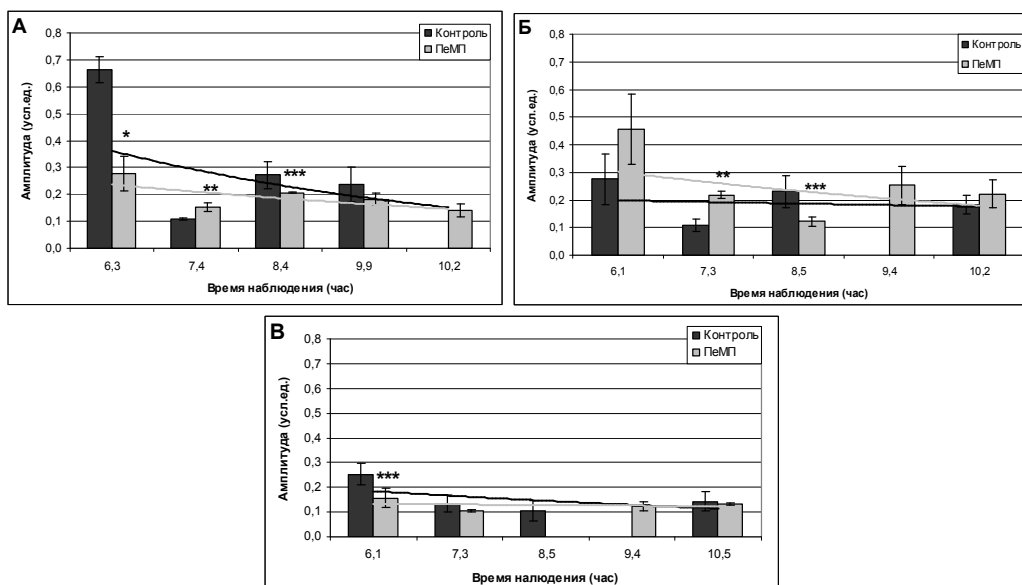 А
Контроль
ПеМП
Амплитуда (усл.ед.)
0,8
0,7
0,6
0,5
0,4
0,3
0,2
0,1
0,0
*
**
***
6,3 7,4 8,4 9,9 10,2
Время наблюдения (час)
Б
Контроль
ПеМП
Амплитуда (усл.ед.)
0,8
0,7
0,6
0,5
0,4
0,3
0,2
0,1
0,0
**
***
6,1 7,3 8,5 9,4 10,2
Время наблюдения (час)
В
Контроль
ПеМП
Амплитуда (усл.ед.)
0,8
0,7
0,6
0,5
0,4
0,3
0,2
0,1
0,0
***
6,1 7,3 8,5 9,4 10,5
Время налюдения (час)